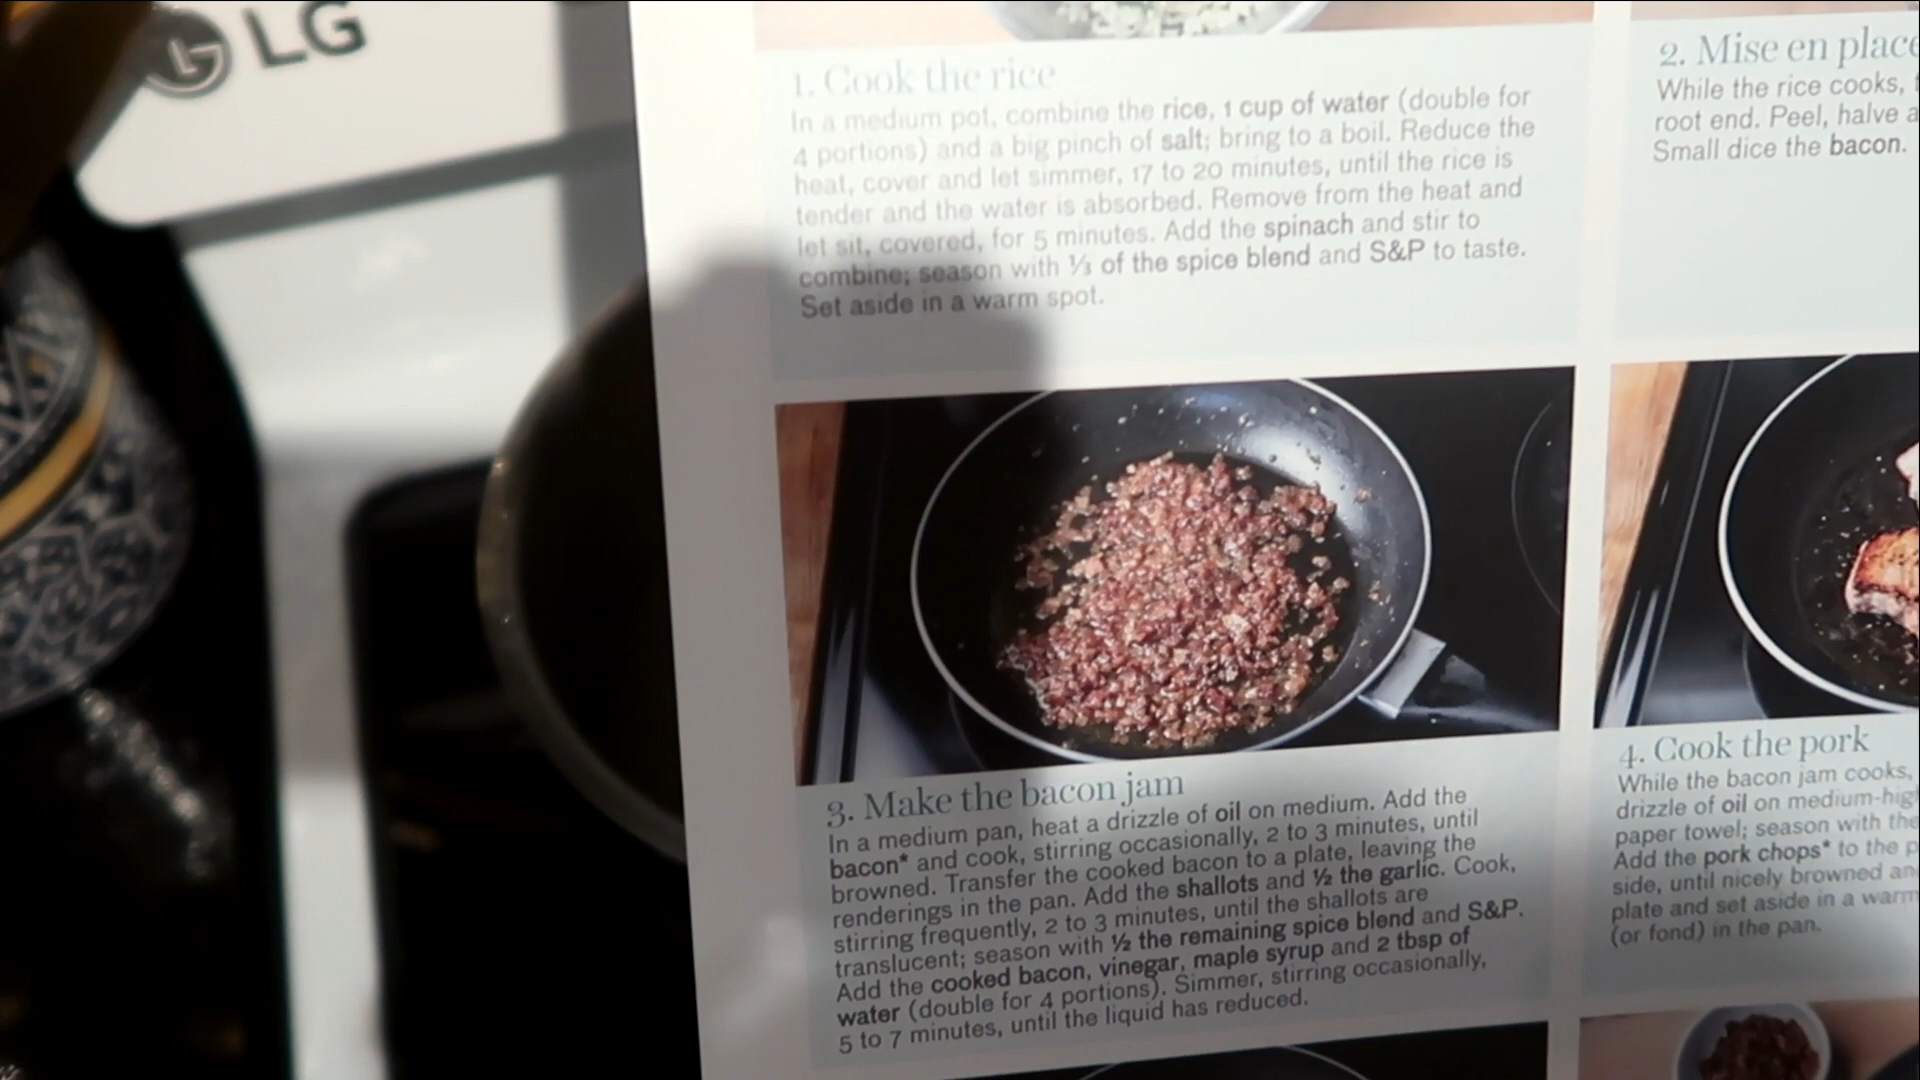 LG
1. Cook the rice
In a medium pot, combine the rice, 1 cup of water (double for
4 portions) and a big pinch of salt; bring to a boil. Reduce the
heat, cover and let simmer, 17 to 20 minutes, until the rice is
tender and the water is absorbed. Remove from the heat and
let sit, covered, for 5 minutes. Add the spinach and stir to
combine; season with ⅓ of the spice blend and S&P to taste.
Set aside in a warm spot.
2. Mise en place
While the rice cooks,
root end. Peel, halve a
Small dice the bacon.
3. Make the bacon jam
In a medium pan, heat a drizzle of oil on medium. Add the
bacon* and cook, stirring occasionally, 2 to 3 minutes, until
browned. Transfer the cooked bacon to a plate, leaving the
renderings in the pan. Add the shallots and ½ the garlic. Cook,
stirring frequently, 2 to 3 minutes, until the shallots are
translucent; season with ½ the remaining spice blend and S&P.
Add the cooked bacon, vinegar, maple syrup and 2 tbsp of
water (double for 4 portions). Simmer, stirring occasionally,
5 to 7 minutes, until the liquid has reduced.
4. Cook the pork
While the bacon jam cooks,
drizzle of oil on medium-hig
paper towel; season with the
Add the pork chops* to the p
side, until nicely browned an
plate and set aside in a warm
(or fond) in the pan.